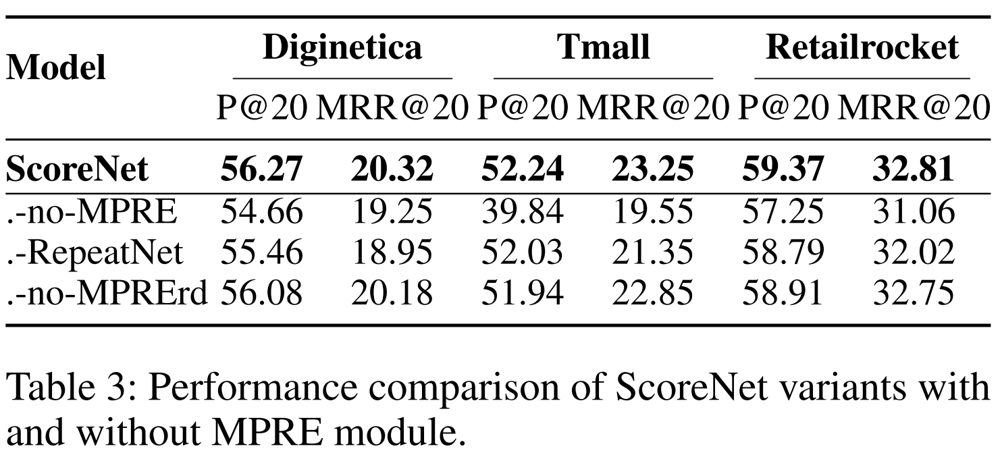 Model Diginetica Tmall Retailrocket
P@20 MRR@20 P@20 MRR@20 P@20 MRR@20
ScoreNet 56.27 20.32 52.24 23.25 59.37 32.81
.-no-MPRE 54.66 19.25 39.84 19.55 57.25 31.06
.-RepeatNet 55.46 18.95 52.03 21.35 58.79 32.02
.-no-MPRErd 56.08 20.18 51.94 22.85 58.91 32.75
Table 3: Performance comparison of ScoreNet variants with
and without MPRE module.